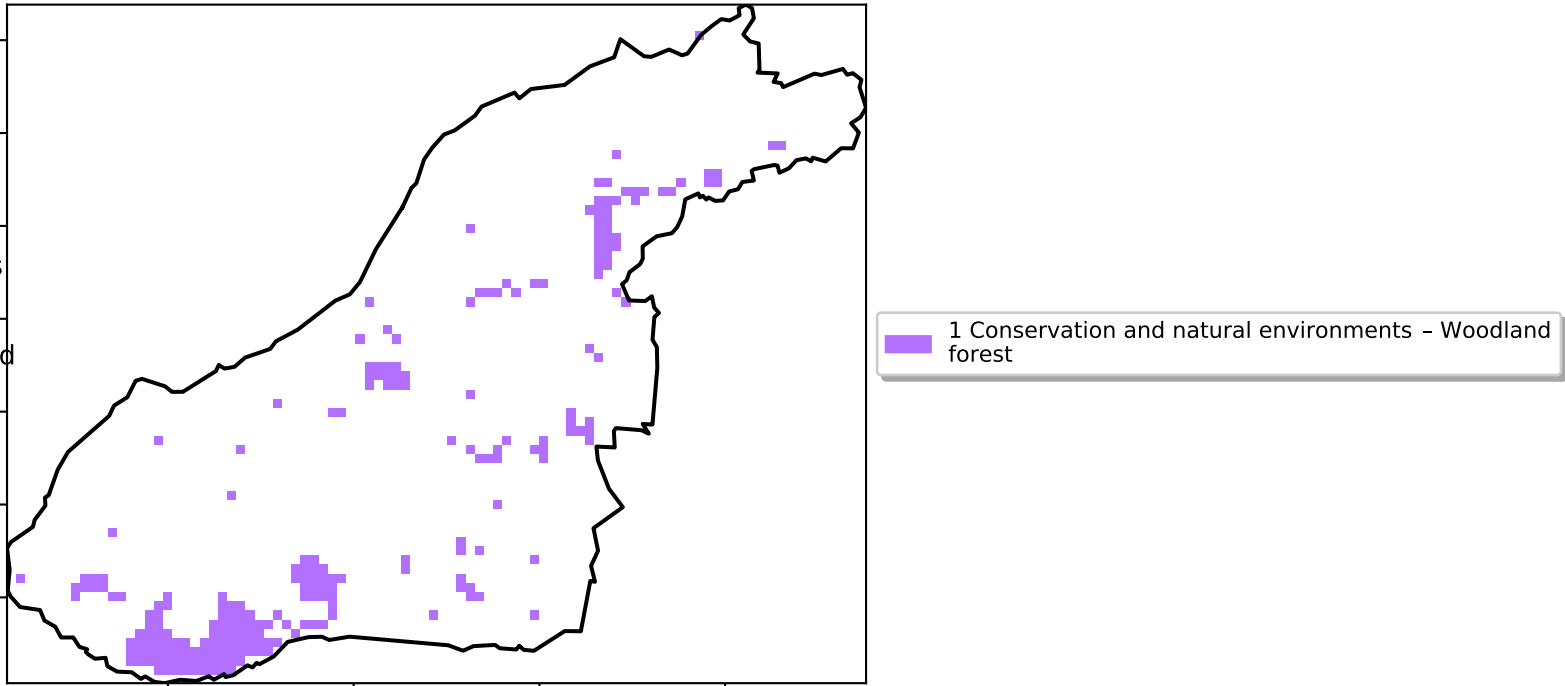 d
1 Conservation and natural environments – Woodland
forest